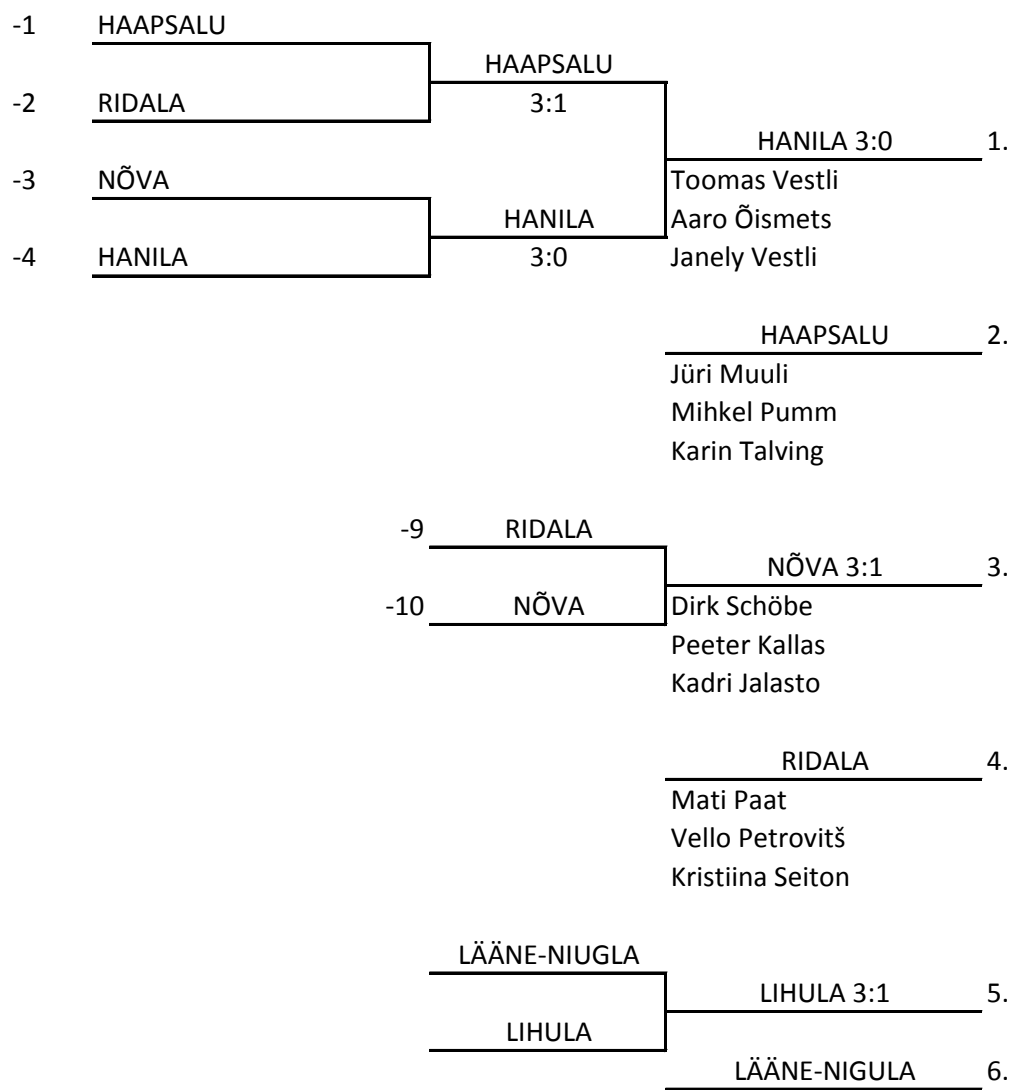 -1 HAAPSALU
HAAPSALU
-2 RIDALA 3:1
HANILA 3:0 1.
-3 NÕVA Toomas Vestli
HANILA Aaro Õismets
-4 HANILA 3:0 Janely Vestli
HAAPSALU 2.
Jüri Muuli
Mihkel Pumm
Karin Talving
-9 RIDALA
NÕVA 3:1 3.
-10 NÕVA Dirk Schöbe
Peeter Kallas
Kadri Jalasto
RIDALA 4.
Mati Paat
Vello Petrovitš
Kristiina Seiton
LÄÄNE-NIUGLA
LIHULA 3:1 5.
LIHULA
LÄÄNE-NIGULA 6.